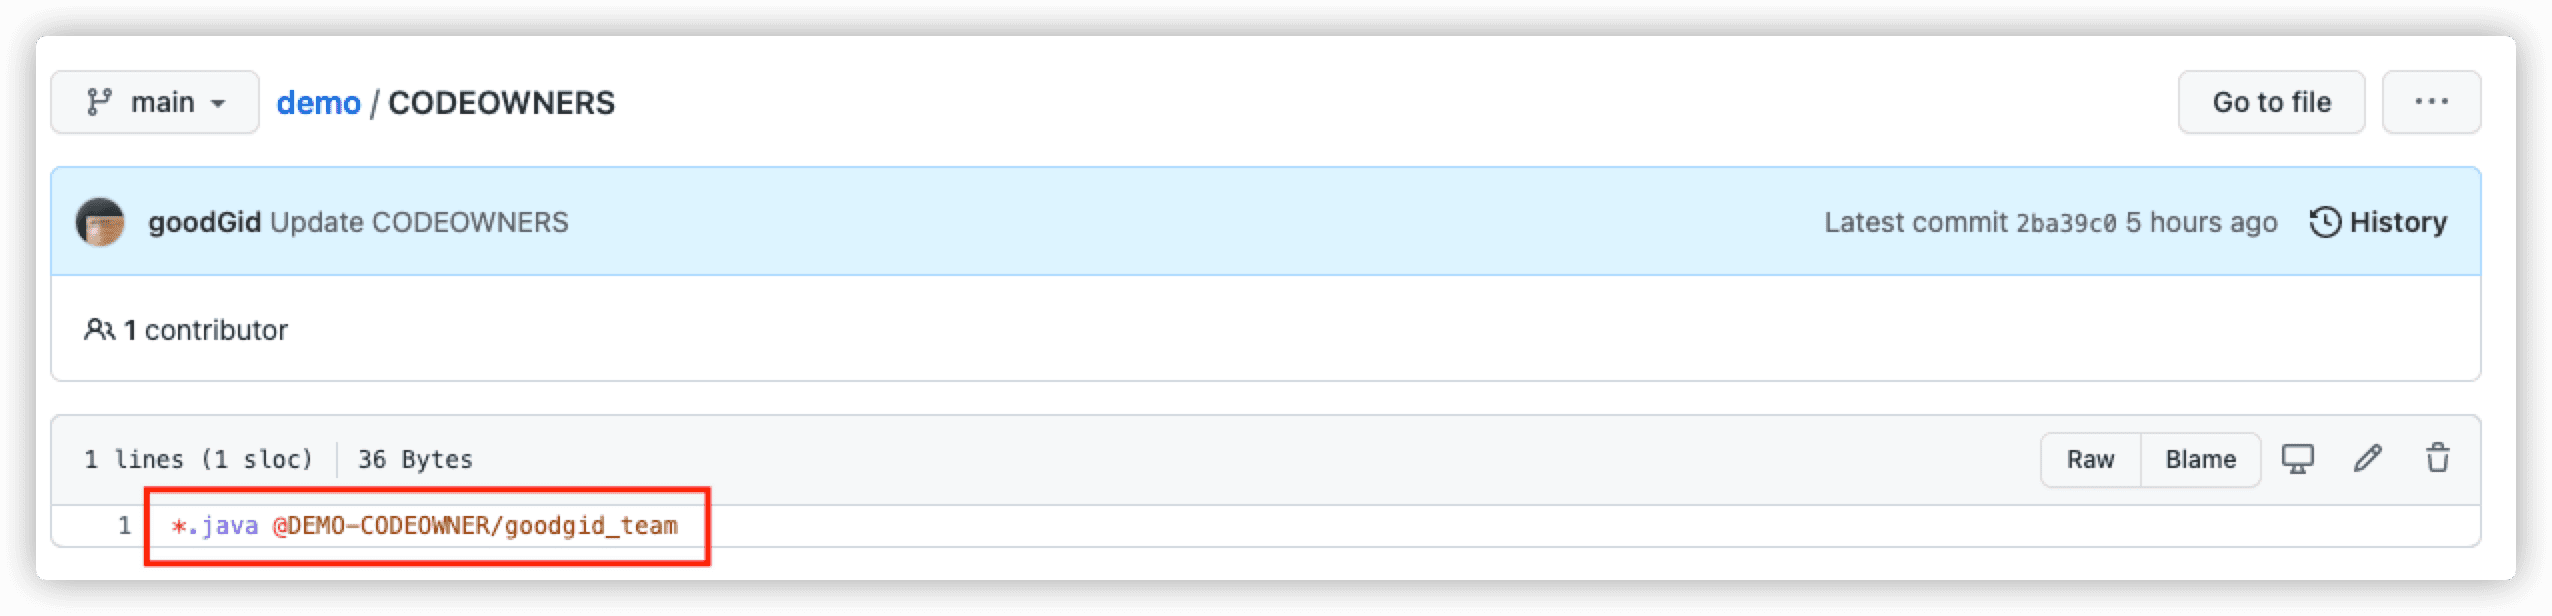 main demo / CODEOWNERS Go to file ...
goodGid Update CODEOWNERS Latest commit 2ba39c0 5 hours ago History
1 contributor
1 lines (1 sloc) 36 Bytes Raw Blame
1 *.java @DEMO-CODEOWNER/goodgid_team